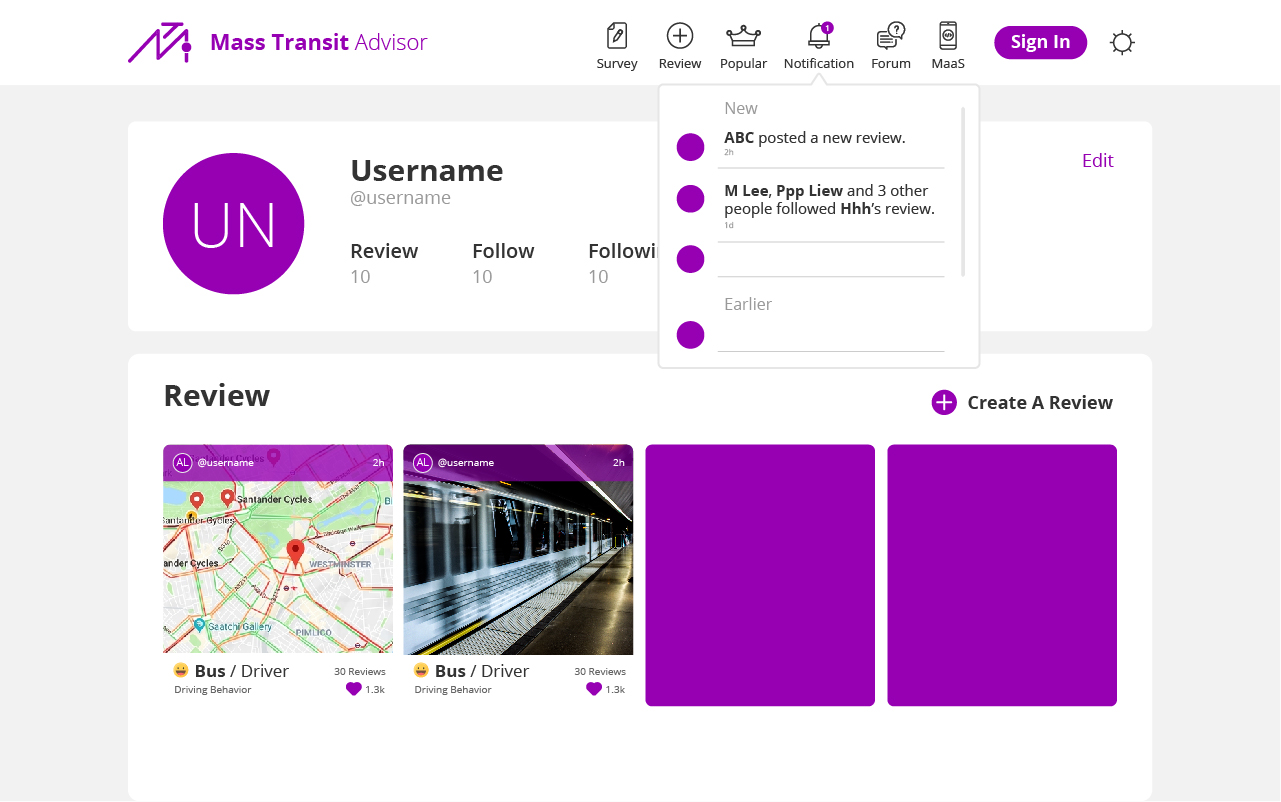 Mass Transit Advisor
Survey
Review
Popular
1
Notification
?
Forum
</>
MaaS
Sign In
New
ABC posted a new review.
2h
M Lee, Ppp Liew and 3 other
people followed Hhh's review.
1d
Earlier
UN
Username
@username
Review
10
Follow
10
10
Edit
Review
Create A Review
AL @username 2h
Santander Cycles
Santander Cycles
Santander Cycles
WESTMINSTER
Saatchi Gallery
PIMLICO
Bus / Driver
30 Reviews
Driving Behavior
1.3k
AL @username 2h
Bus / Driver
30 Reviews
Driving Behavior
1.3k